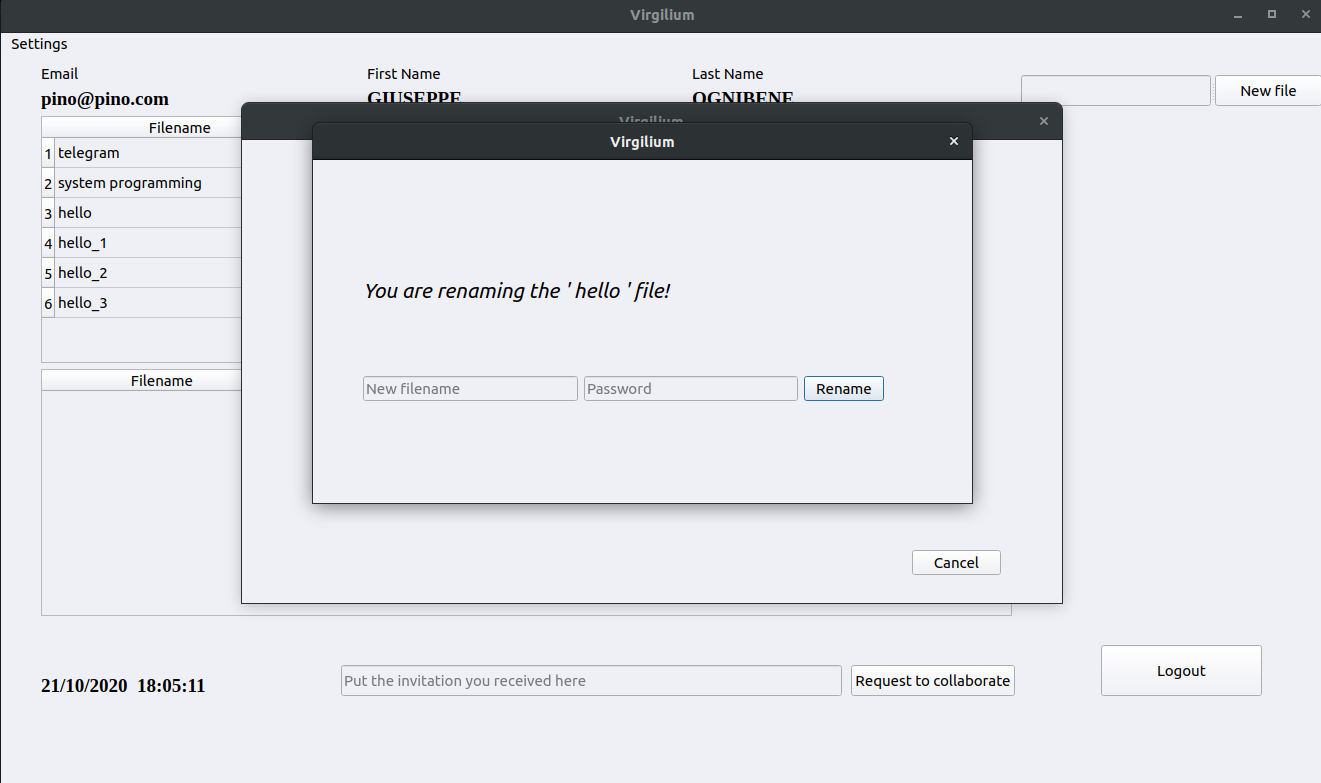 Virgilium
Settings
Email
First Name
Last Name
pino@pino.com
GIUSEPPE
OGNIBENE
New file
Virgilium
Virgilium
Filename
1 telegram
2 system programming
3 hello
4 hello_1
5 hello_2
6 hello_3
You are renaming the ' hello ' file!
Filename
New filename
Password
Rename
Cancel
21/10/2020 18:05:11
Put the invitation you received here
Request to collaborate
Logout